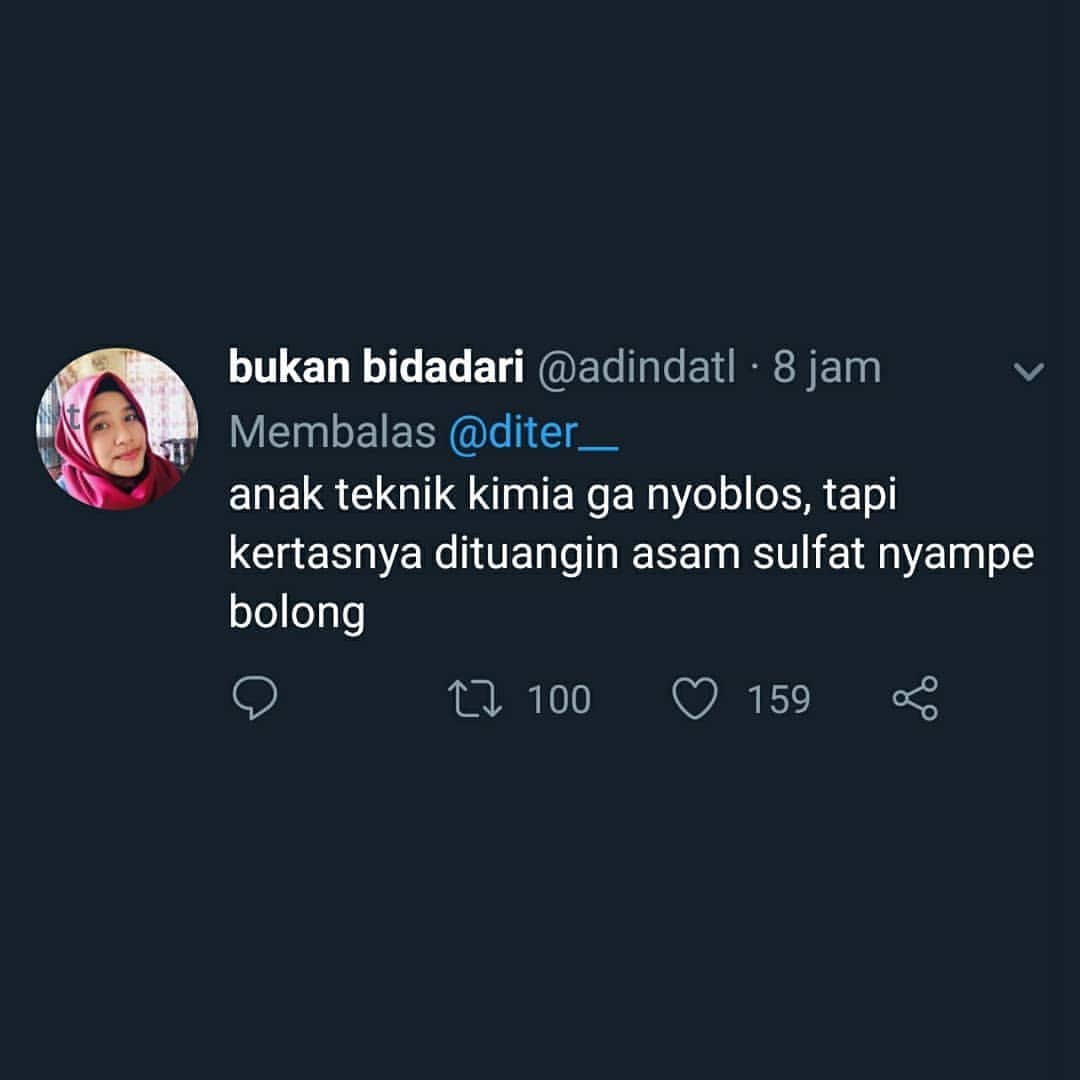 bukan bidadari @adindatl · 8 jam
Membalas @diter__
anak teknik kimia ga nyoblos, tapi
kertasnya dituangin asam sulfat nyampe
bolong
100 159